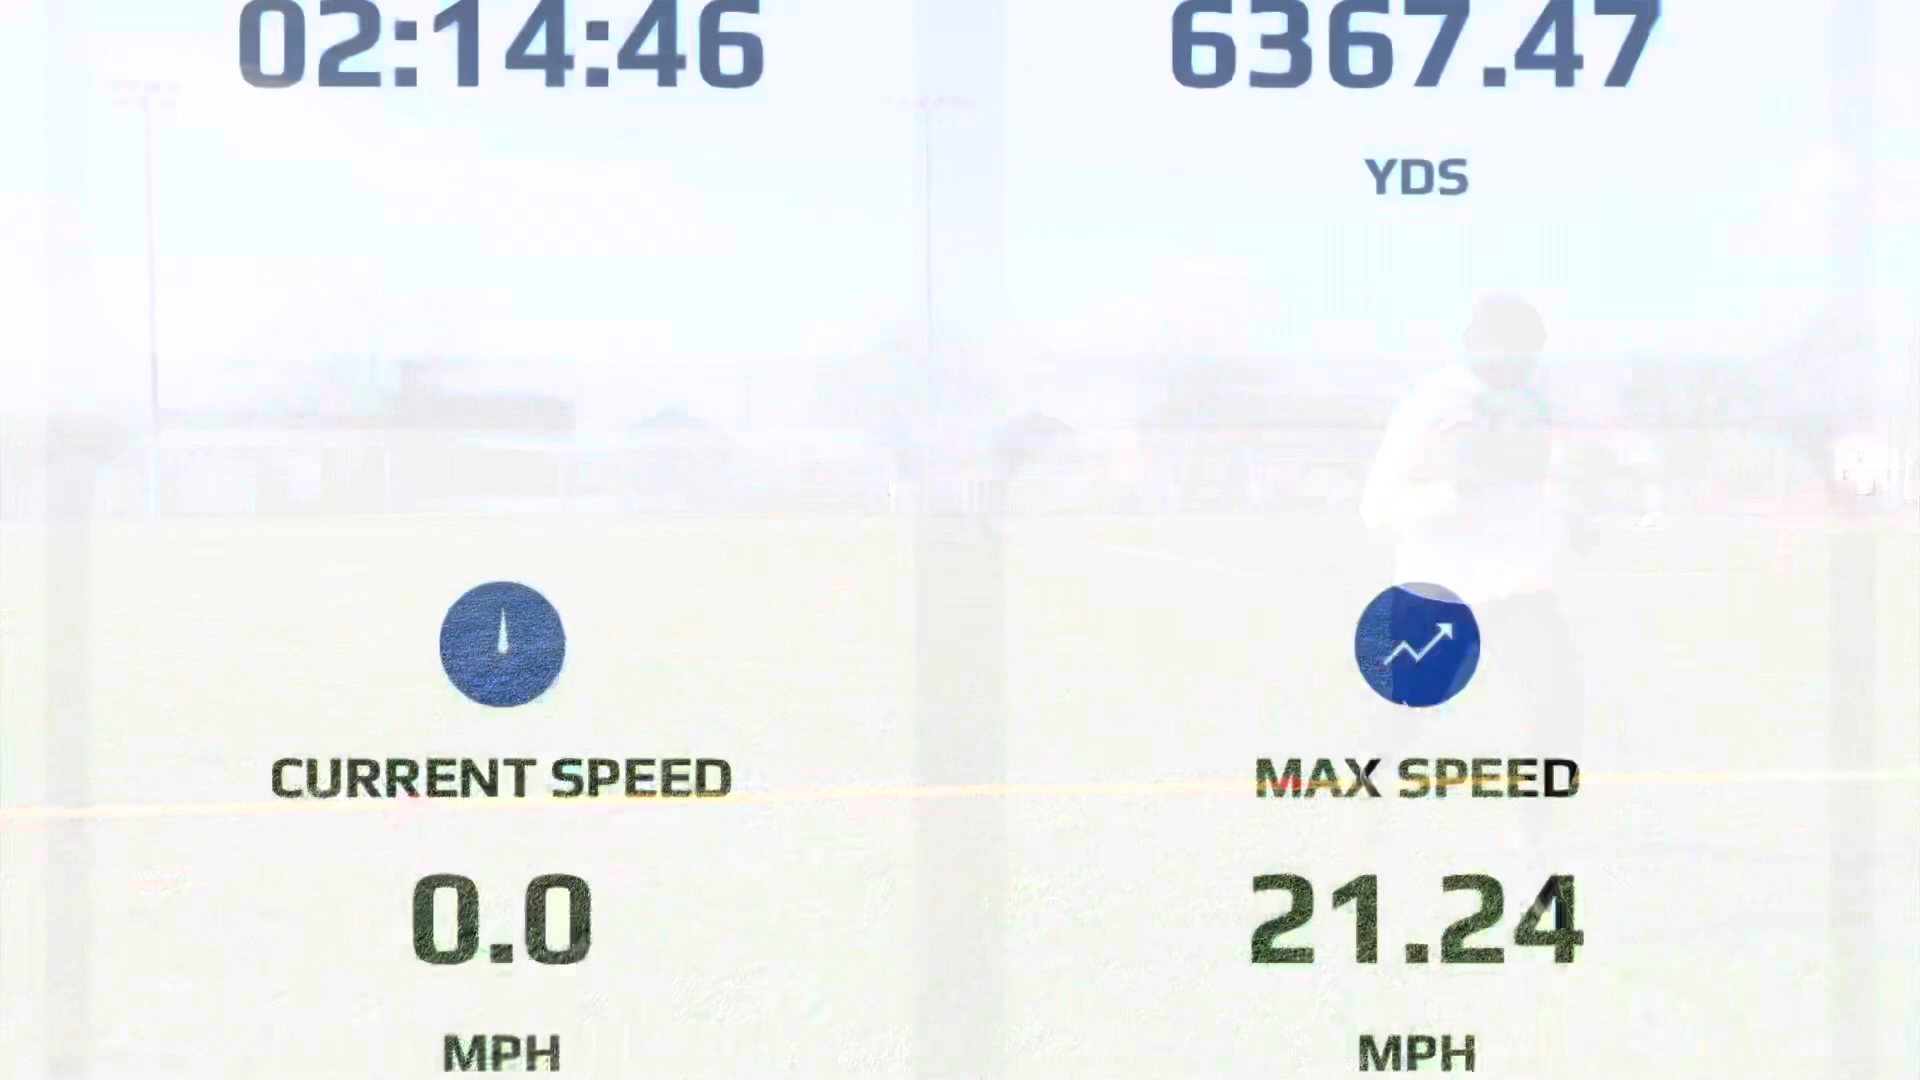 02:14:46
6367.47
YDS
CURRENT SPEED
MAX SPEED
0.0
21.24
MPH
MPH